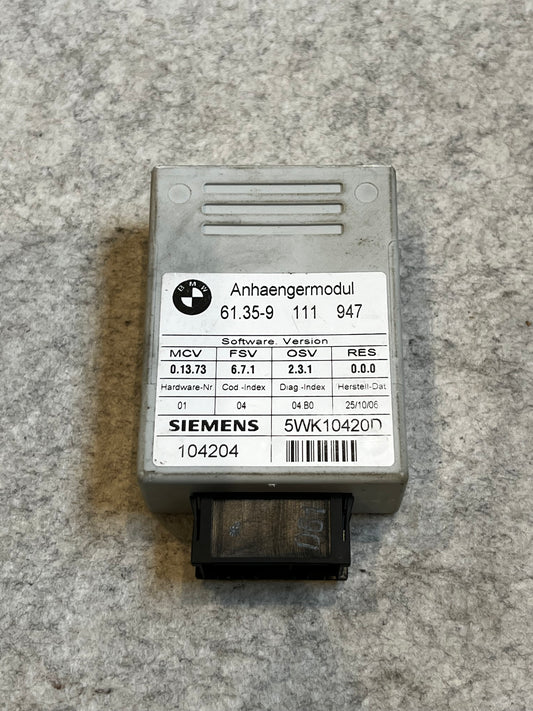 BMW
Anhaengermodul
61.35-9 111 947
Software. Version
MCV FSV OSV RES
0.13.73 6.7.1 2.3.1 0.0.0
Hardware-Nr Cod.-Index Diag.-Index Herstell-Dat
01 04 04.B0 25/10/06
SIEMENS 5WK10420D
104204